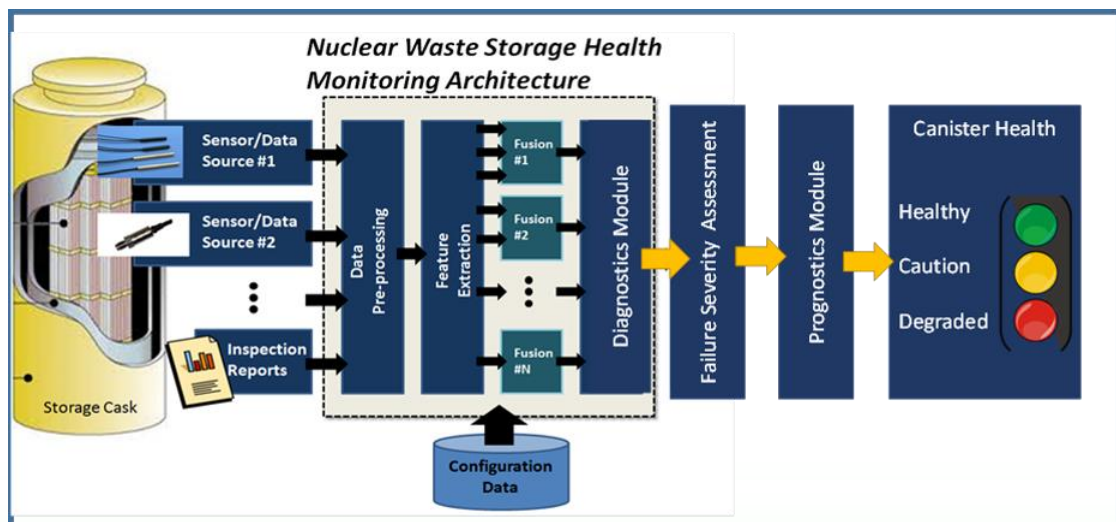 Nuclear Waste Storage Health
Monitoring Architecture
Sensor/Data
Source #1
Sensor/Data
Source #2
Inspection
Reports
Storage Cask
Data
Pre-processing
Feature
Extraction
Fusion
#1
Fusion
#2
Fusion
#N
Diagnostics Module
Configuration
Data
Failure Severity Assessment
Prognostics Module
Canister Health
Healthy
Caution
Degraded